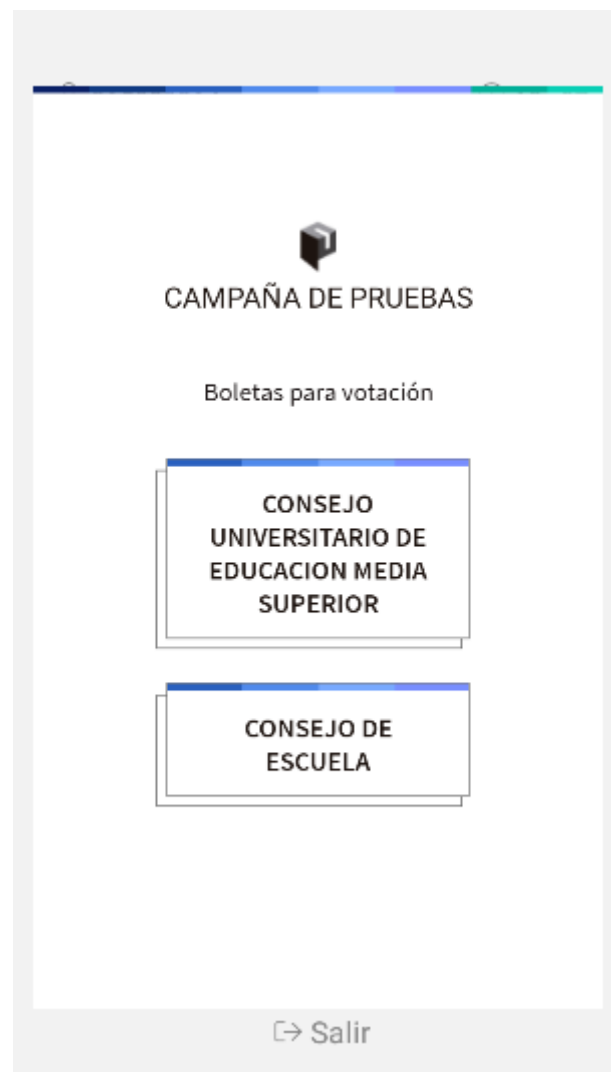 CAMPAÑA DE PRUEBAS
Boletas para votación
CONSEJO
UNIVERSITARIO DE
EDUCACION MEDIA
SUPERIOR
CONSEJO DE
ESCUELA
Salir